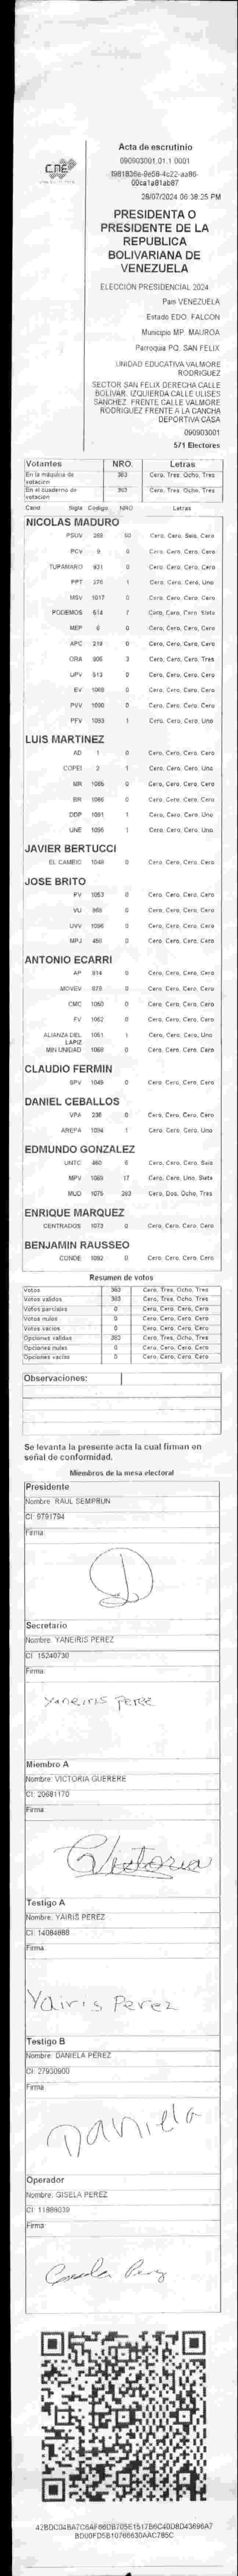 CNE
Acta de escrutinio
090903001.01.1.0001
28/07/2024 06:38:25 PM
PRESIDENTA O
PRESIDENTE DE LA
REPUBLICA
BOLIVARIANA DE
VENEZUELA
ELECCIÓN PRESIDENCIAL 2024
País VENEZUELA
Estado EDO. FALCON
Municipio MP. MAUROA
Parroquia PQ. SAN FELIX
UNIDAD EDUCATIVA VALMORE
RODRIGUEZ
SECTOR SAN FELIX DERECHA CALLE
BOLIVAR. IZQUIERDA CALLE ULISES
SANCHEZ. FRENTE CALLE VALMORE
RODRIGUEZ FRENTE A LA CANCHA
DEPORTIVA CASA
090903001
571 Electores
Votantes NRO. Letras
En la máquina de votación 383 Cero, Tres, Ocho, Tres
En el cuaderno de votación 383 Cero, Tres, Ocho, Tres
Cand Sigla Código NRO Letras
NICOLAS MADURO
PSUV 269 60 Cero, Cero, Seis, Cero
PCV 9 0 Cero, Cero, Cero, Cero
TUPAMARO 931 0 Cero, Cero, Cero, Cero
PPT 276 1 Cero, Cero, Cero, Uno
MSV 1017 0 Cero, Cero, Cero, Cero
PODEMOS 514 7 Cero, Cero, Cero, Siete
MEP 6 0 Cero, Cero, Cero, Cero
APC 219 0 Cero, Cero, Cero, Cero
ORA 906 3 Cero, Cero, Cero, Tres
UPV 513 0 Cero, Cero, Cero, Cero
EV 1068 0 Cero, Cero, Cero, Cero
PVV 1090 0 Cero, Cero, Cero, Cero
PFV 1093 1 Cero, Cero, Cero, Uno
LUIS MARTINEZ
AD 1 0 Cero, Cero, Cero, Cero
COPEI 2 1 Cero, Cero, Cero, Uno
MR 1085 0 Cero, Cero, Cero, Cero
BR 1086 0 Cero, Cero, Cero, Cero
DDP 1091 1 Cero, Cero, Cero, Uno
UNE 1095 1 Cero, Cero, Cero, Uno
JAVIER BERTUCCI
EL CAMBIO 1048 0 Cero, Cero, Cero, Cero
JOSE BRITO
PV 1053 0 Cero, Cero, Cero, Cero
VU 968 0 Cero, Cero, Cero, Cero
UVV 1096 0 Cero, Cero, Cero, Cero
MPJ 450 0 Cero, Cero, Cero, Cero
ANTONIO ECARRI
AP 814 0 Cero, Cero, Cero, Cero
MOVEV 878 0 Cero, Cero, Cero, Cero
CMC 1050 0 Cero, Cero, Cero, Cero
FV 1052 0 Cero, Cero, Cero, Cero
ALIANZA DEL LAPIZ 1051 1 Cero, Cero, Cero, Uno
MIN UNIDAD 1068 0 Cero, Cero, Cero, Cero
CLAUDIO FERMIN
SPV 1049 0 Cero, Cero, Cero, Cero
DANIEL CEBALLOS
VPA 236 0 Cero, Cero, Cero, Cero
AREPA 1094 1 Cero, Cero, Cero, Uno
EDMUNDO GONZALEZ
UNTC 460 6 Cero, Cero, Cero, Seis
MPV 1069 17 Cero, Cero, Uno, Siete
MUD 1075 283 Cero, Dos, Ocho, Tres
ENRIQUE MARQUEZ
CENTRADOS 1073 0 Cero, Cero, Cero, Cero
BENJAMIN RAUSSEO
CONDE 1092 0 Cero, Cero, Cero, Cero
Resumen de votos
Votos 383 Cero, Tres, Ocho, Tres
Votos validos 383 Cero, Tres, Ocho, Tres
Votos parciales 0 Cero, Cero, Cero, Cero
Votos nulos 0 Cero, Cero, Cero, Cero
Votos vacios 0 Cero, Cero, Cero, Cero
Opciones validas 383 Cero, Tres, Ocho, Tres
Opciones nulas 0 Cero, Cero, Cero, Cero
Opciones vacias 0 Cero, Cero, Cero, Cero
Observaciones:
Se levanta la presente acta la cual firman en
señal de conformidad.
Miembros de la mesa electoral
Presidente
Nombre: RAUL SEMPRUN
CI: 9791794
Firma:
Secretario
Nombre: YANEIRIS PEREZ
CI: 15240730
Firma:
Yaneiris Perez
Miembro A
Nombre: VICTORIA GUERERE
CI: 20681170
Firma:
Victoria
Testigo A
Nombre: YAIRIS PEREZ
CI: 14084888
Firma:
Yairis Perez
Testigo B
Nombre: DANIELA PEREZ
CI: 27930900
Firma:
Daniela
Operador
Nombre: GISELA PEREZ
CI: 11888039
Firma: